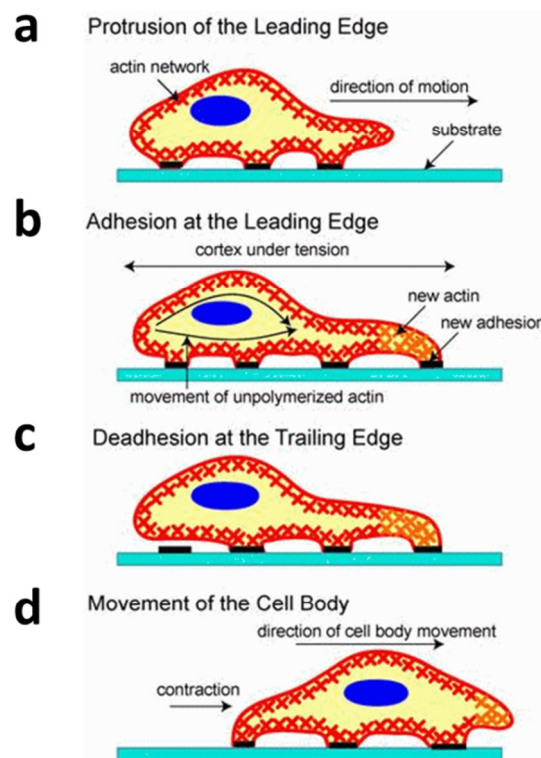 a
Protrusion of the Leading Edge
actin network
direction of motion
substrate
b
Adhesion at the Leading Edge
cortex under tension
new actin
new adhesion
movement of unpolymerized actin
c
Deadhesion at the Trailing Edge
d
Movement of the Cell Body
direction of cell body movement
contraction